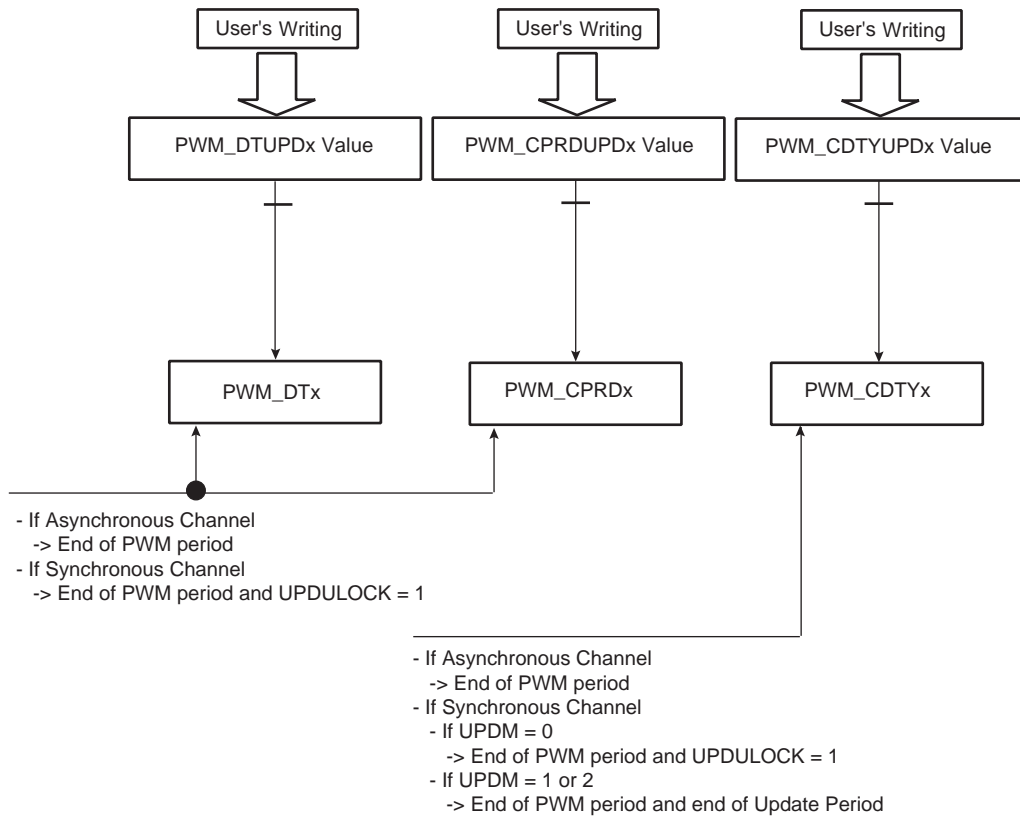 User's Writing
User's Writing
User's Writing
PWM_DTUPDx Value
PWM_CPRDUPDx Value
PWM_CDTYUPDx Value
PWM_DTx
PWM_CPRDx
PWM_CDTYx
- If Asynchronous Channel
-> End of PWM period
- If Synchronous Channel
-> End of PWM period and UPDULOCK = 1
- If Asynchronous Channel
-> End of PWM period
- If Synchronous Channel
- If UPDM = 0
-> End of PWM period and UPDULOCK = 1
- If UPDM = 1 or 2
-> End of PWM period and end of Update Period